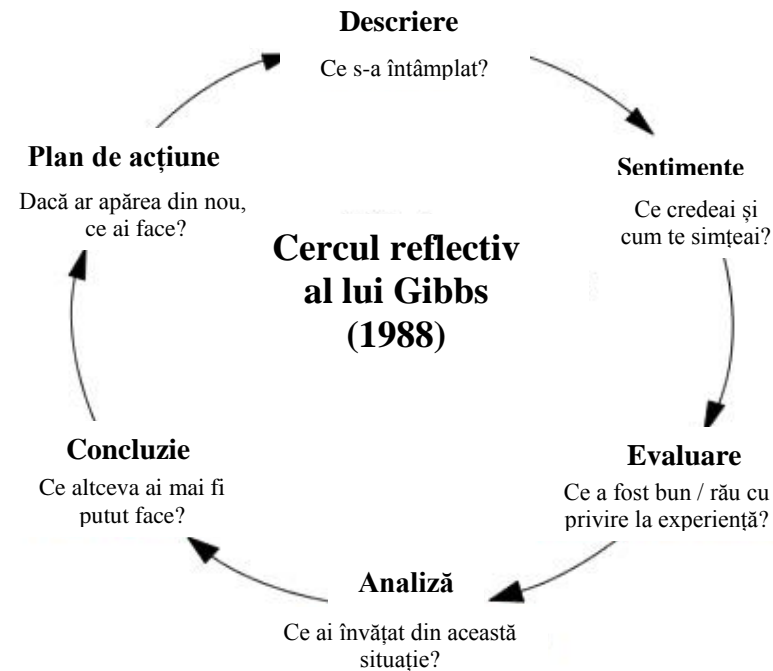 Descriere
Ce s-a întâmplat?
Sentimente
Ce credeai și
cum te simțeai?
Evaluare
Ce a fost bun / rău cu
privire la experiență?
Analiză
Ce ai învățat din această
situație?
Concluzie
Ce altceva ai mai fi
putut face?
Plan de acțiune
Dacă ar apărea din nou,
ce ai face?
Cercul reflectiv
al lui Gibbs
(1988)